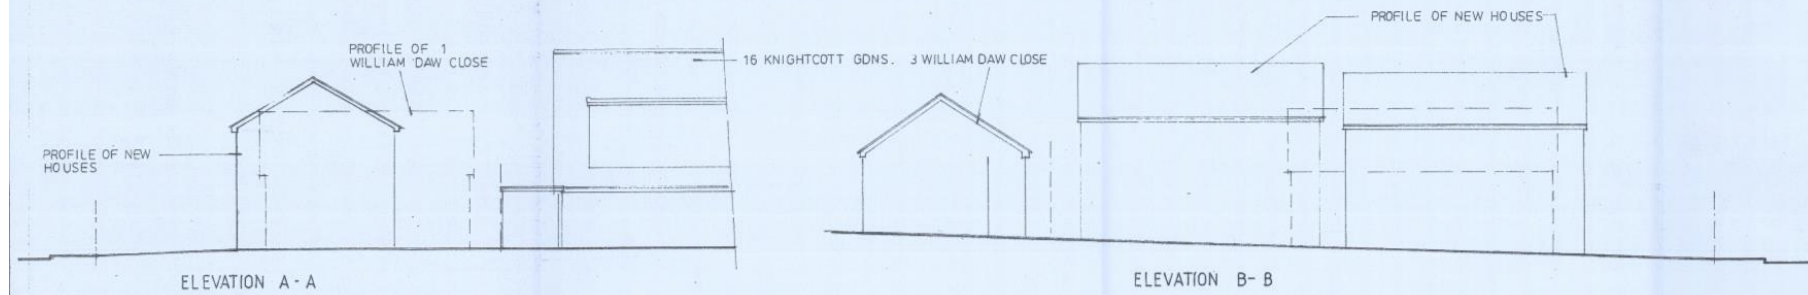 PROFILE OF 1
WILLIAM DAW CLOSE
PROFILE OF NEW
HOUSES
16 KNIGHTCOTT GDNS.
3 WILLIAM DAW CLOSE
PROFILE OF NEW HOUSES
ELEVATION A-A
ELEVATION B-B